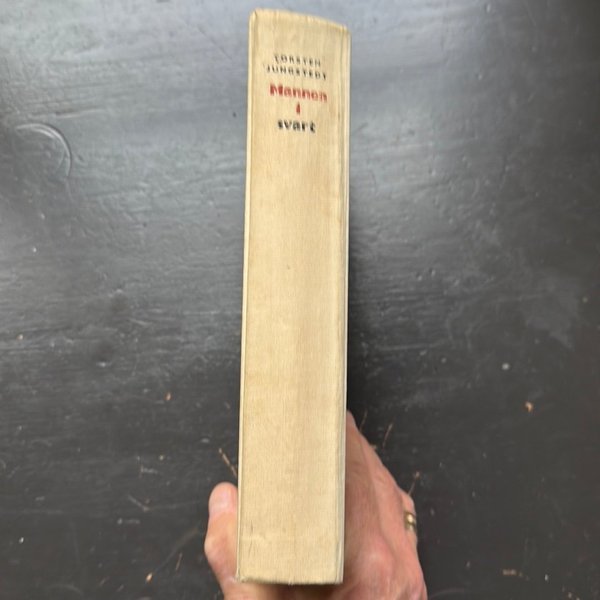 TORSTEN
JUNGSTEDT
Mannen
i
svart